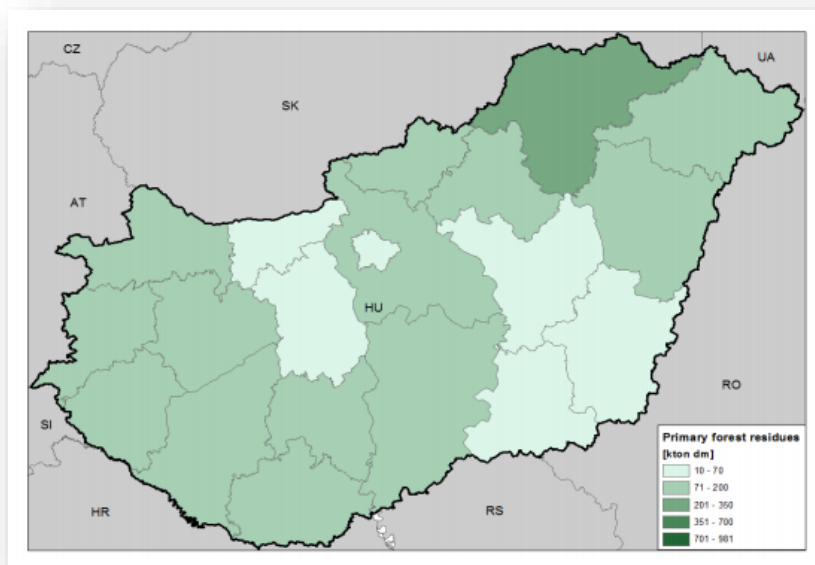 CZ
UA
SK
AT
HU
RO
SI
HR
RS
Primary forest residues
[kton dm]
10 - 70
71 - 200
201 - 350
351 - 700
701 - 981